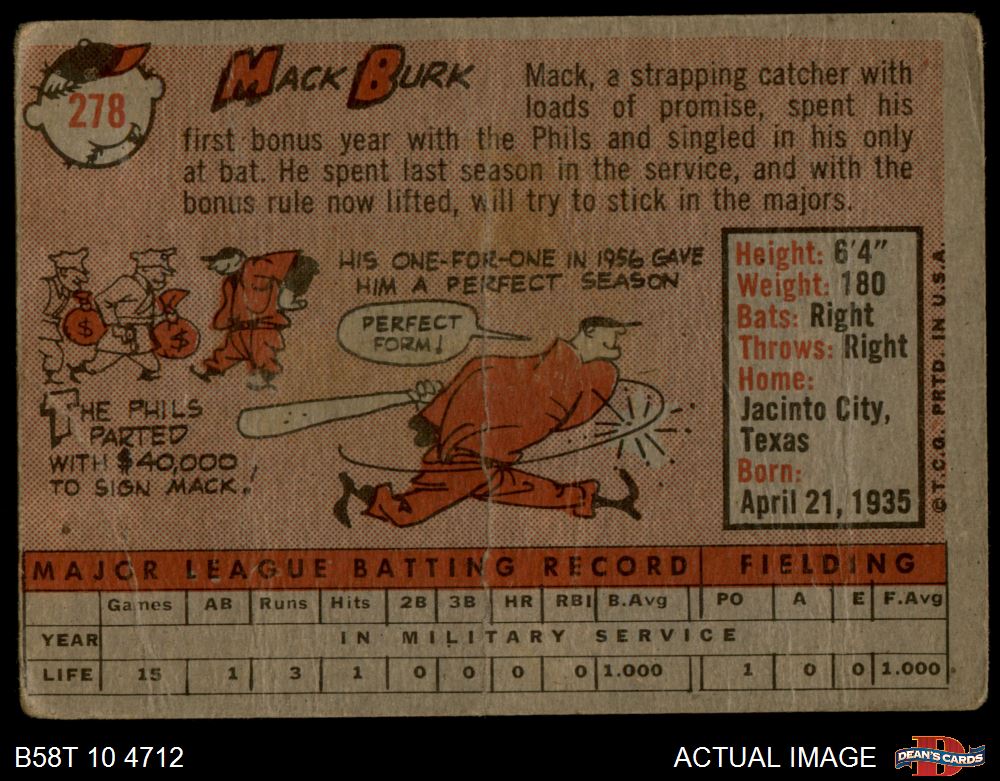 278
MACK BURK
Mack, a strapping catcher with
loads of promise, spent his
first bonus year with the Phils and singled in his only
at bat. He spent last season in the service, and with the
bonus rule now lifted, will try to stick in the majors.
HIS ONE-FOR-ONE IN 1956 GAVE
HIM A PERFECT SEASON
PERFECT
FORM!
$ $
THE PHILS
PARTED
WITH $40,000
TO SIGN MACK!
Height: 6'4"
Weight: 180
Bats: Right
Throws: Right
Home:
Jacinto City,
Texas
Born:
April 21, 1935
© T.C.G. PRTD. IN U.S.A.
MAJOR LEAGUE BATTING RECORD FIELDING
Games AB Runs Hits 2B 3B HR RBI B.Avg PO A E F.Avg
YEAR IN MILITARY SERVICE
LIFE 15 1 3 1 0 0 0 0 1.000 1 0 0 1.000
B58T 10 4712
ACTUAL IMAGE
D
DEAN'S CARDS